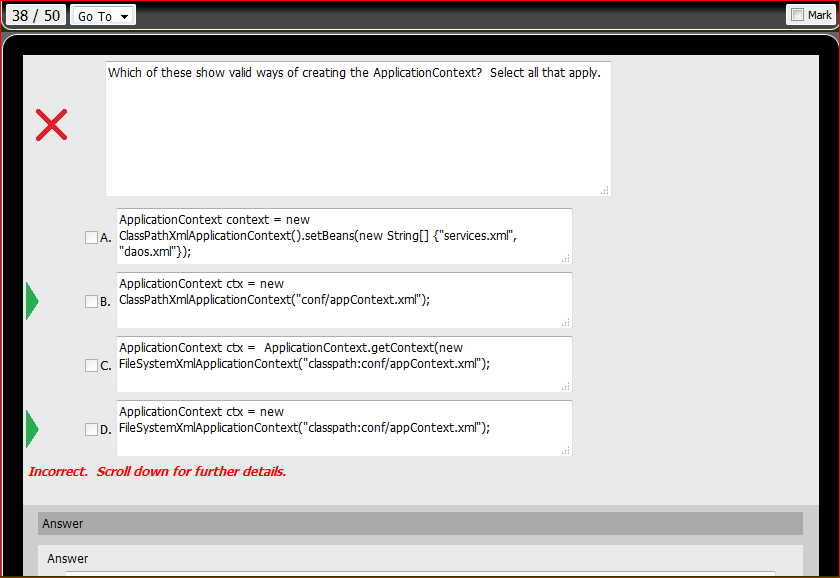 38 / 50 Go To Mark
Which of these show valid ways of creating the ApplicationContext?  Select all that apply.
A. ApplicationContext context = new
ClassPathXmlApplicationContext().setBeans(new String[] {"services.xml",
"daos.xml"});
B. ApplicationContext ctx = new
ClassPathXmlApplicationContext("conf/appContext.xml");
C. ApplicationContext ctx =  ApplicationContext.getContext(new
FileSystemXmlApplicationContext("classpath:conf/appContext.xml");
D. ApplicationContext ctx = new
FileSystemXmlApplicationContext("classpath:conf/appContext.xml");
Incorrect.  Scroll down for further details.
Answer
Answer